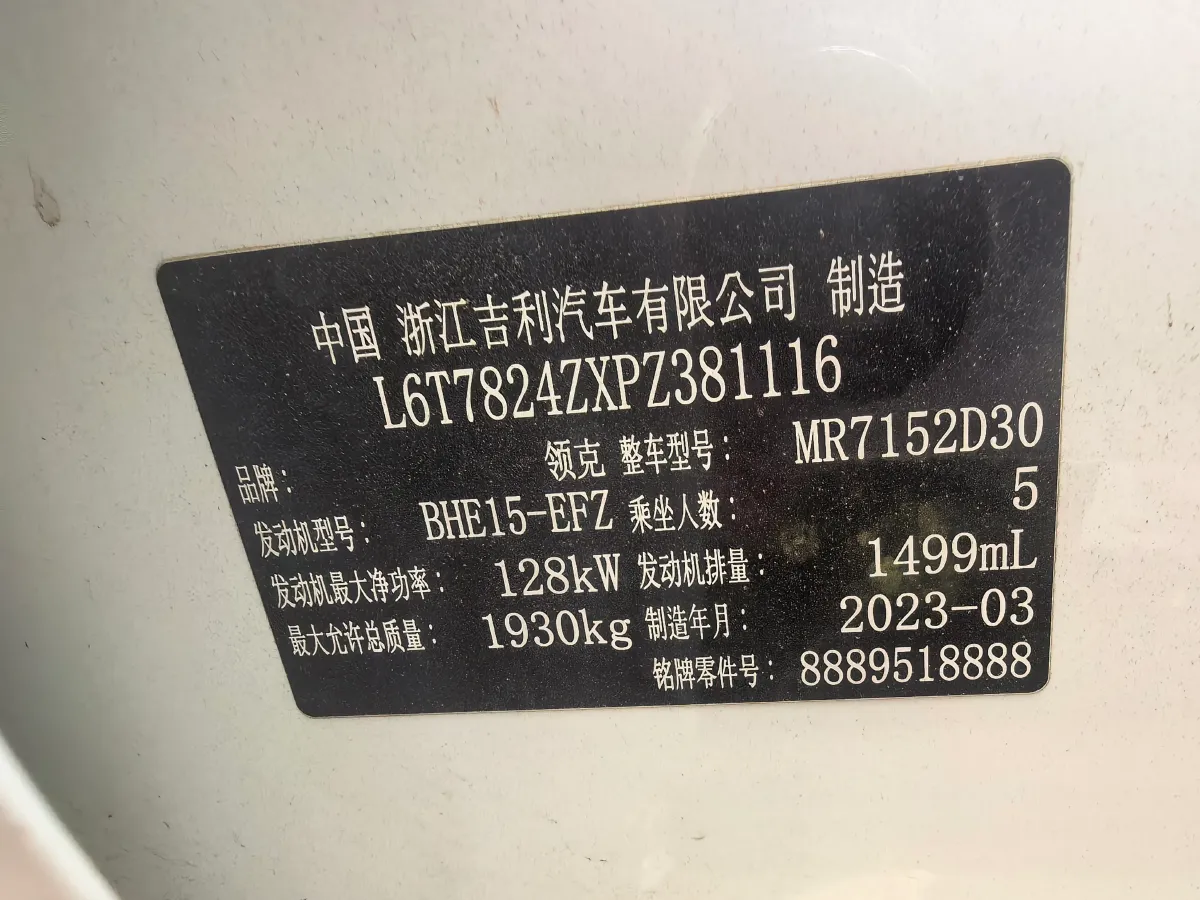 中国 浙江吉利汽车有限公司 制造
L6T7824ZXPZ381116
品牌： 领克 整车型号： MR7152D30
发动机型号： BHE15-EFZ 乘坐人数： 5
发动机最大净功率： 128kW 发动机排量： 1499mL
最大允许总质量： 1930kg 制造年月： 2023-03
铭牌零件号： 8889518888